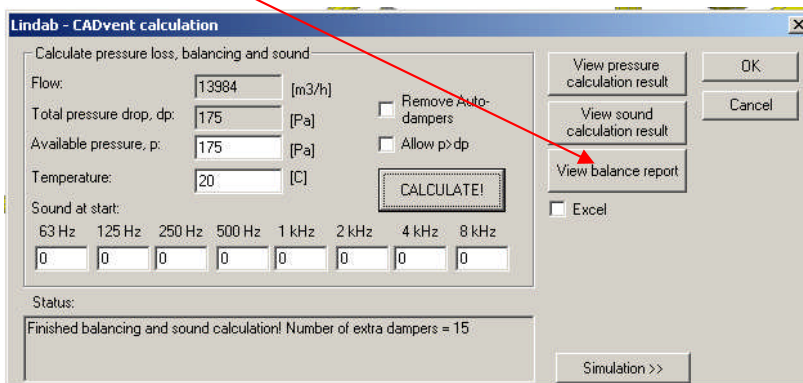 Lindab - CADvent calculation
Calculate pressure loss, balancing and sound
Flow: 13984 [m3/h]
Total pressure drop, dp: 175 [Pa]
Available pressure, p: 175 [Pa]
Temperature: 20 [C]
Remove Auto-
dampers
Allow p>dp
CALCULATE!
Sound at start:
63 Hz 125 Hz 250 Hz 500 Hz 1 kHz 2 kHz 4 kHz 8 kHz
0 0 0 0 0 0 0 0
View pressure
calculation result
View sound
calculation result
View balance report
Excel
OK
Cancel
Status:
Finished balancing and sound calculation! Number of extra dampers = 15
Simulation >>